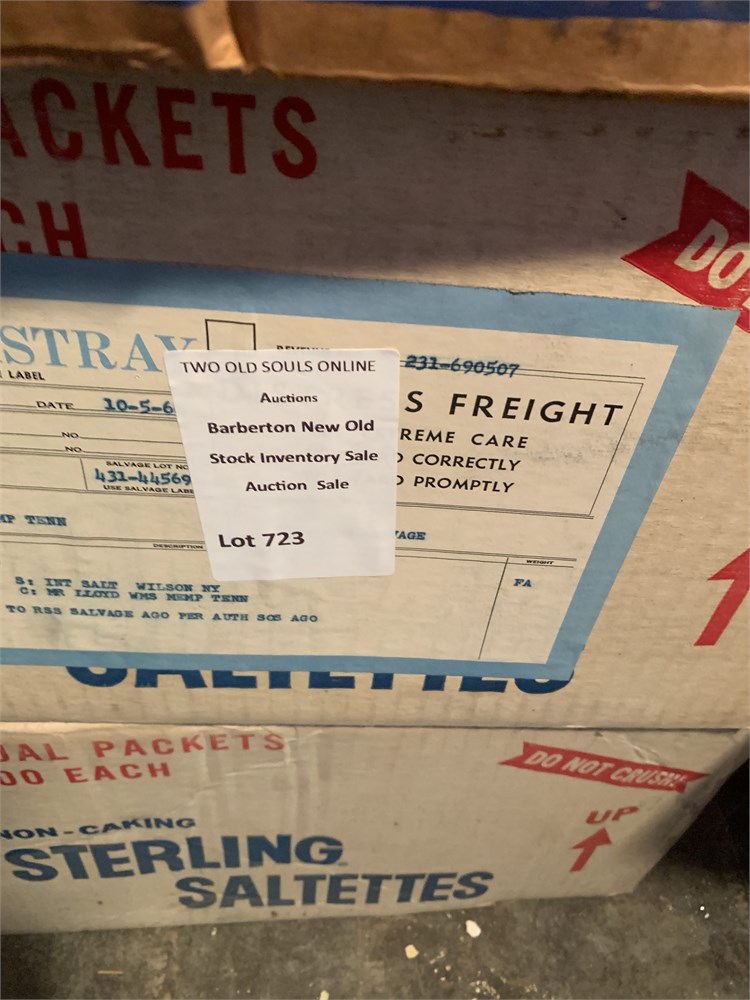 ACKETS
CH
DO
STRAY
LABEL
231-690507
DATE 10-5-6
NO.
NO.
SALVAGE LOT NO
431-44569
USE SALVAGE LABE
TWO OLD SOULS ONLINE
Auctions
Barberton New Old
Stock Inventory Sale
Auction Sale
Lot 723
S FREIGHT
REME CARE
CORRECTLY
PROMPTLY
MP TENN
AGE
DESCRIPTION
WEIGHT
FA
S: INT SALT WILSON NY
C: MR LLOYD WMS MEMP TENN
TO RSS SALVAGE AGO PER AUTH SOS AGO
SALTETTES
UAL PACKETS
00 EACH
DO NOT CRUSH!
UP
NON-CAKING
STERLING
SALTETTES